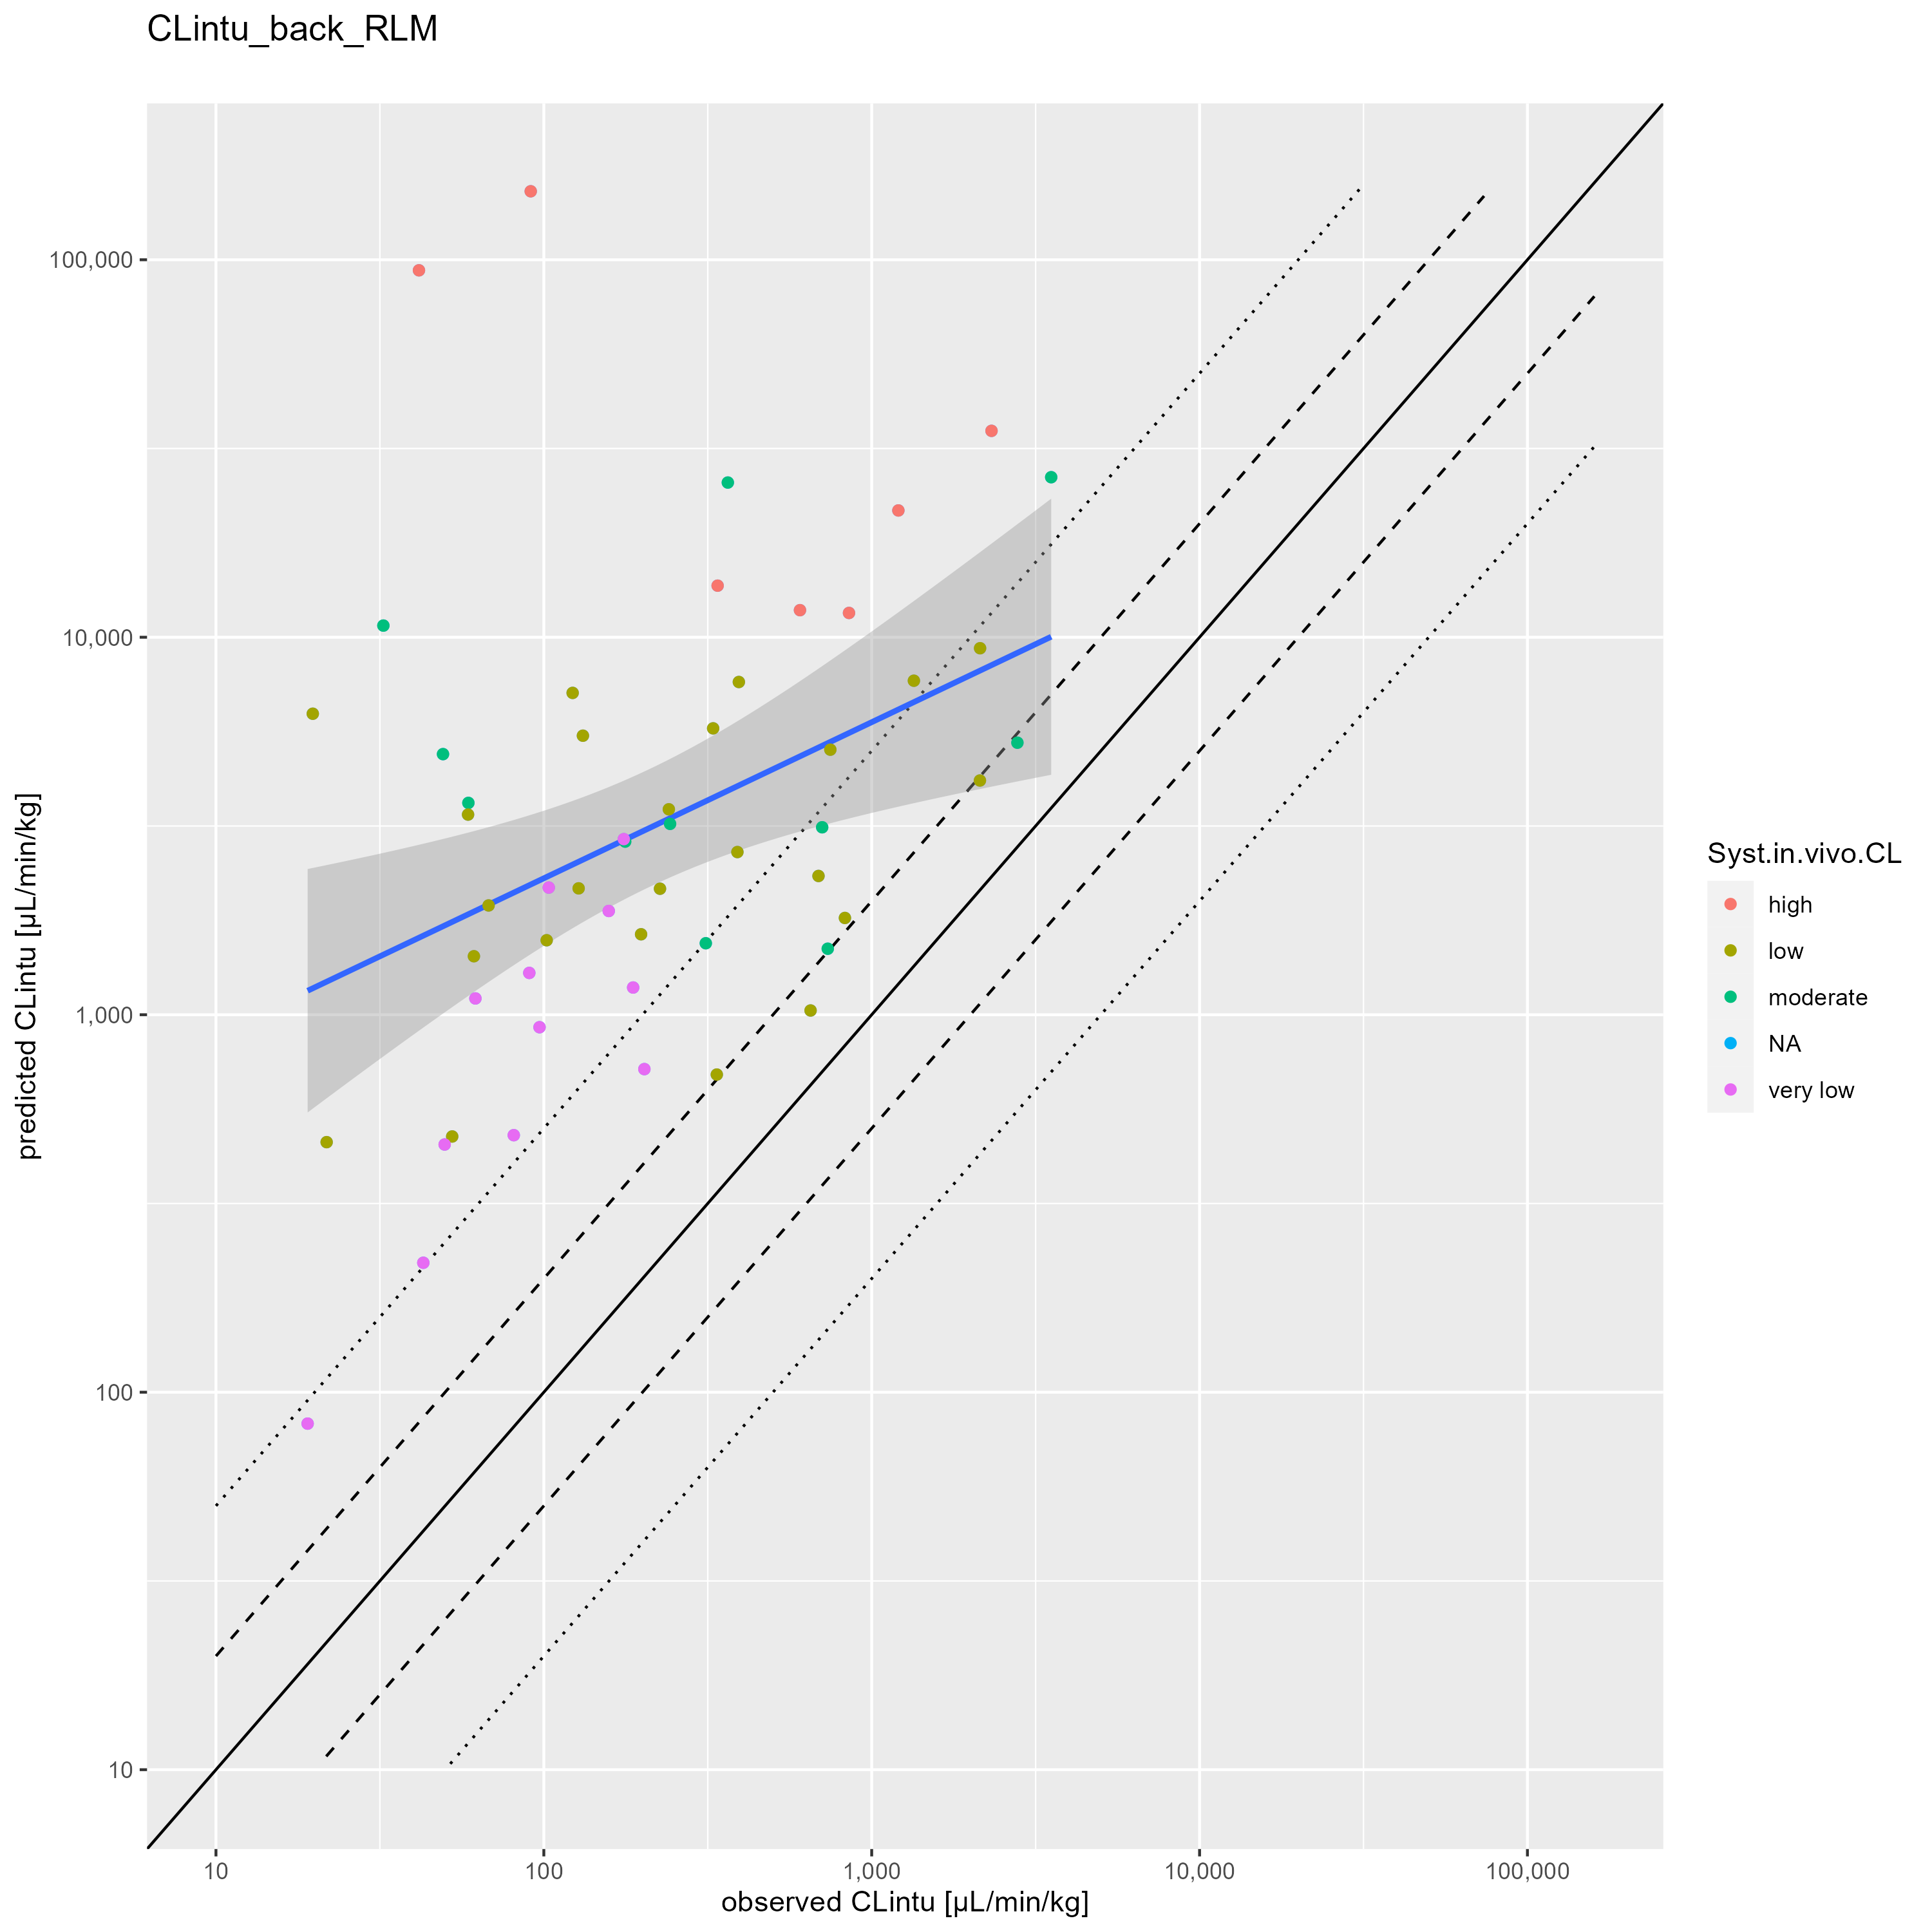 CLintu_back_RLM
100,000
10,000
1,000
100
10
predicted CLintu [µL/min/kg]
10
100
1,000
10,000
100,000
observed CLintu [µL/min/kg]
Syst.in.vivo.CL
high
low
moderate
NA
very low